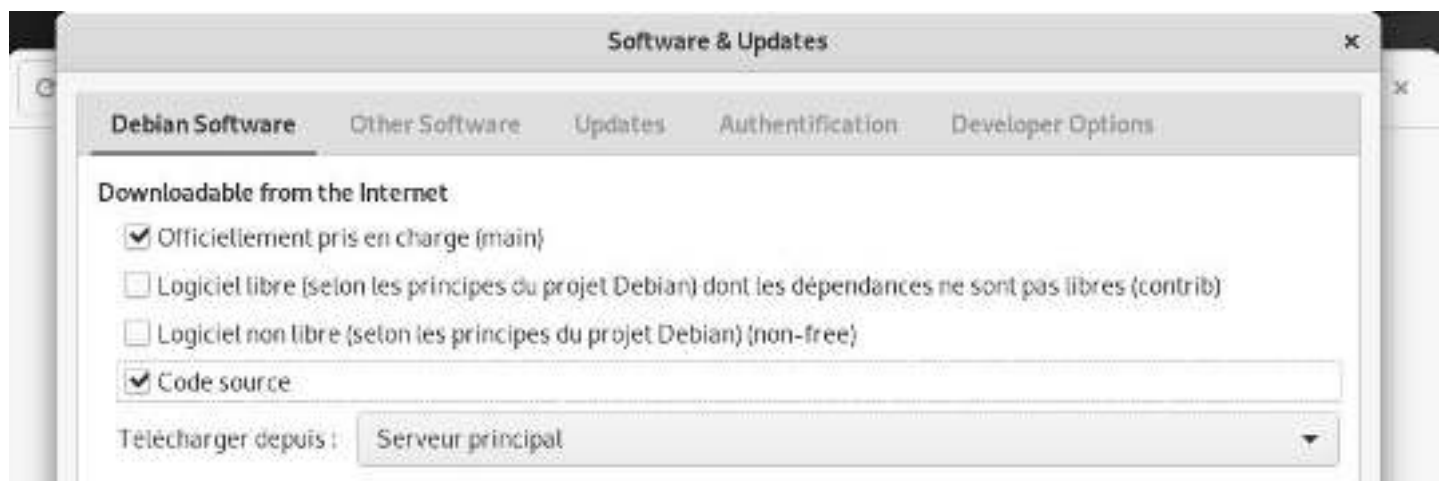 Software & Updates
Debian Software Other Software Updates Authentification Developer Options
Downloadable from the Internet
Officiellement pris en charge (main)
Logiciel libre (selon les principes du projet Debian) dont les dépendances ne sont pas libres (contrib)
Logiciel non libre (selon les principes du projet Debian) (non-free)
Code source
Télécharger depuis : Serveur principal